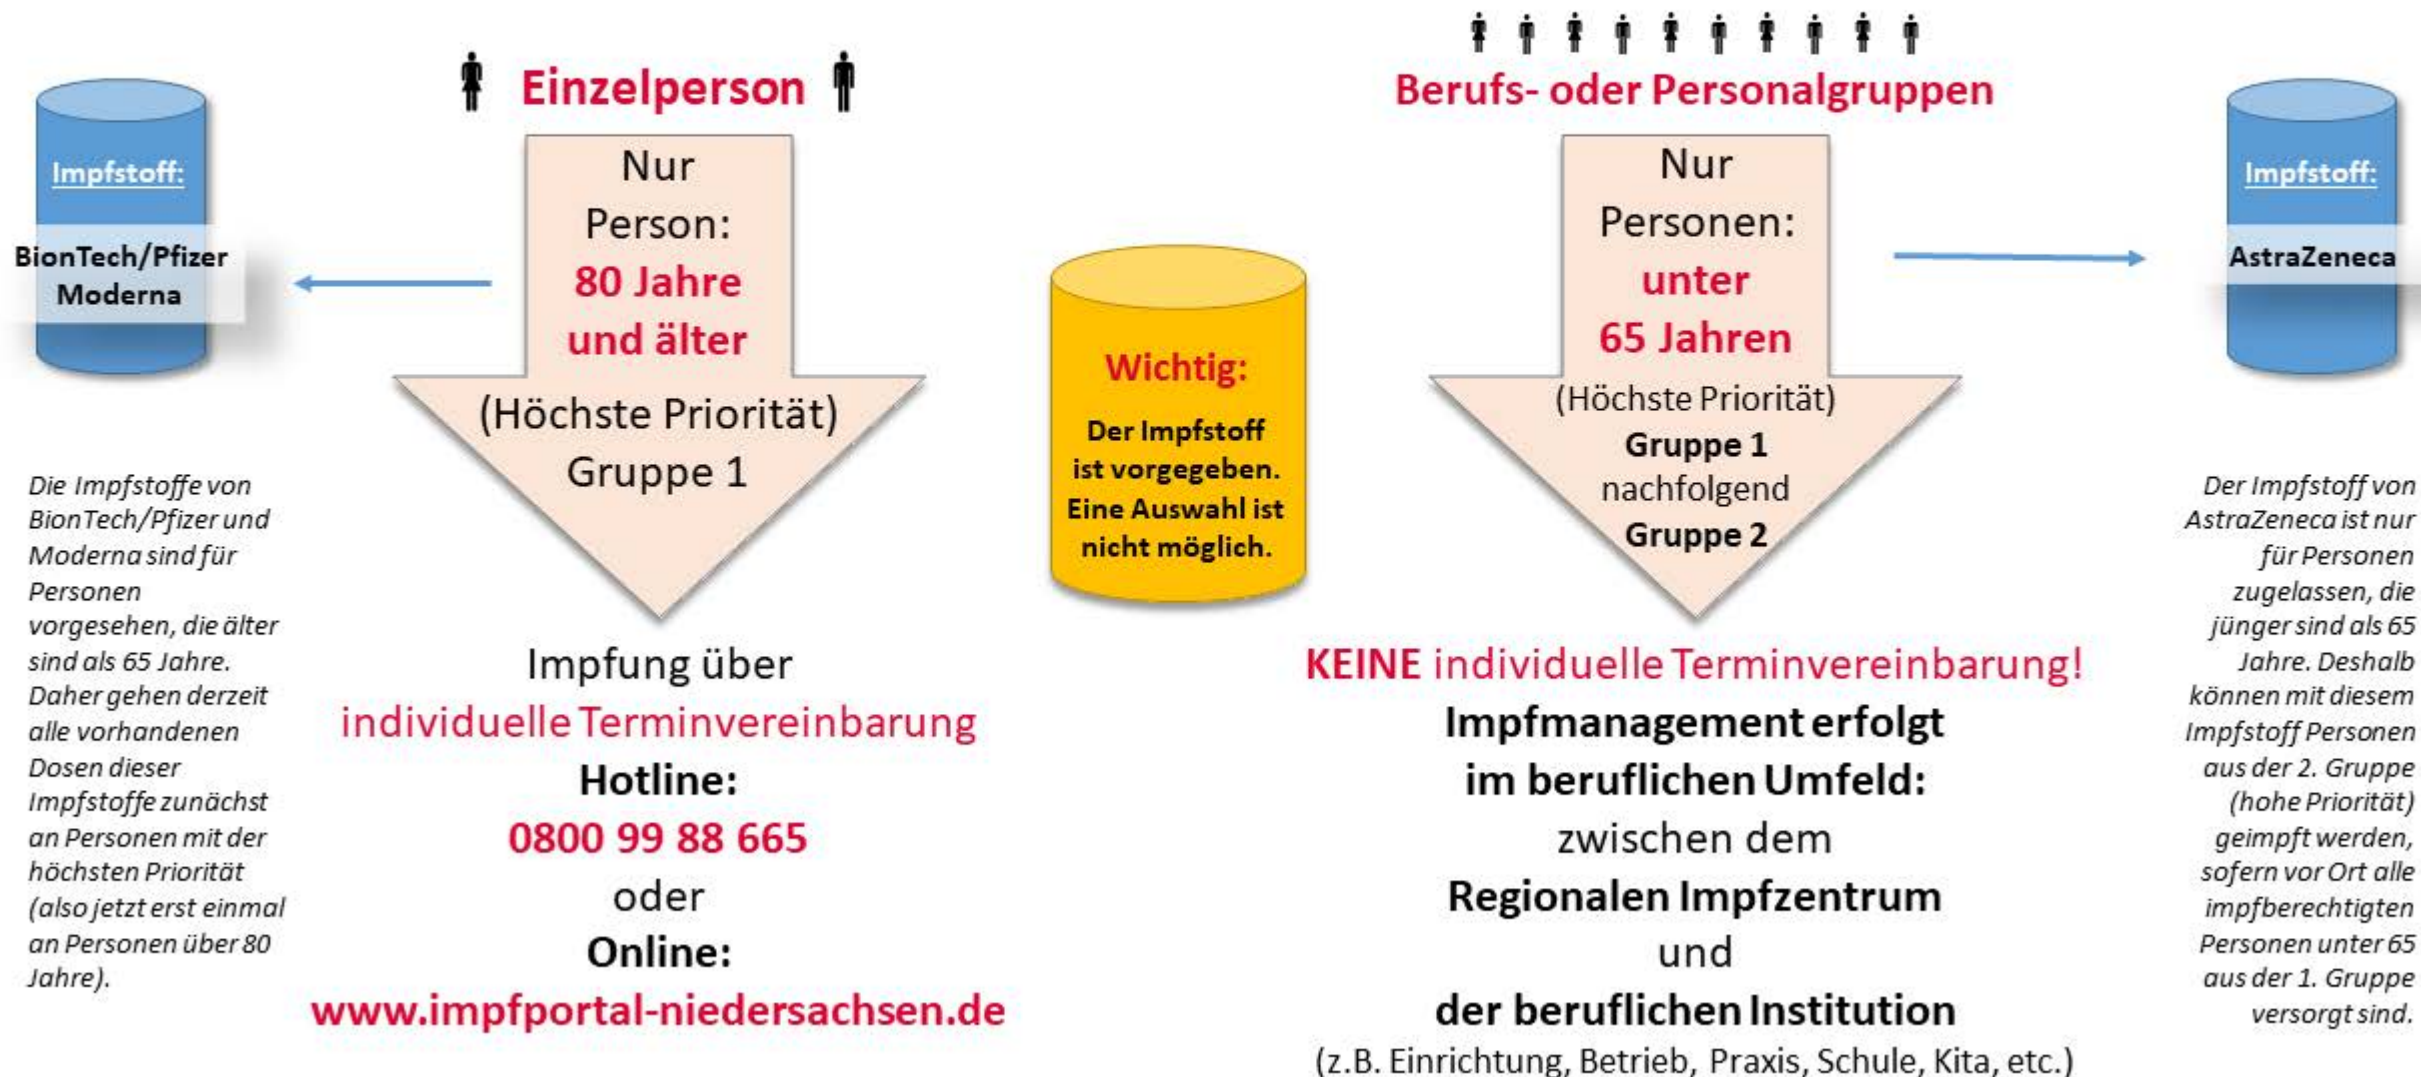 Impfstoff:
BionTech/Pfizer
Moderna
Die Impfstoffe von
BionTech/Pfizer und
Moderna sind für
Personen
vorgesehen, die älter
sind als 65 Jahre.
Daher gehen derzeit
alle vorhandenen
Dosen dieser
Impfstoffe zunächst
an Personen mit der
höchsten Priorität
(also jetzt erst einmal
an Personen über 80
Jahre).
Einzelperson
Nur
Person:
80 Jahre
und älter
(Höchste Priorität)
Gruppe 1
Impfung über
individuelle Terminvereinbarung
Hotline:
0800 99 88 665
oder
Online:
www.impfportal-niedersachsen.de
Wichtig:
Der Impfstoff
ist vorgegeben.
Eine Auswahl ist
nicht möglich.
Berufs- oder Personalgruppen
Nur
Personen:
unter
65 Jahren
(Höchste Priorität)
Gruppe 1
nachfolgend
Gruppe 2
KEINE individuelle Terminvereinbarung!
Impfmanagement erfolgt
im beruflichen Umfeld:
zwischen dem
Regionalen Impfzentrum
und
der beruflichen Institution
(z.B. Einrichtung, Betrieb, Praxis, Schule, Kita, etc.)
Impfstoff:
AstraZeneca
Der Impfstoff von
AstraZeneca ist nur
für Personen
zugelassen, die
jünger sind als 65
Jahre. Deshalb
können mit diesem
Impfstoff Personen
aus der 2. Gruppe
(hohe Priorität)
geimpft werden,
sofern vor Ort alle
impfberechtigten
Personen unter 65
aus der 1. Gruppe
versorgt sind.